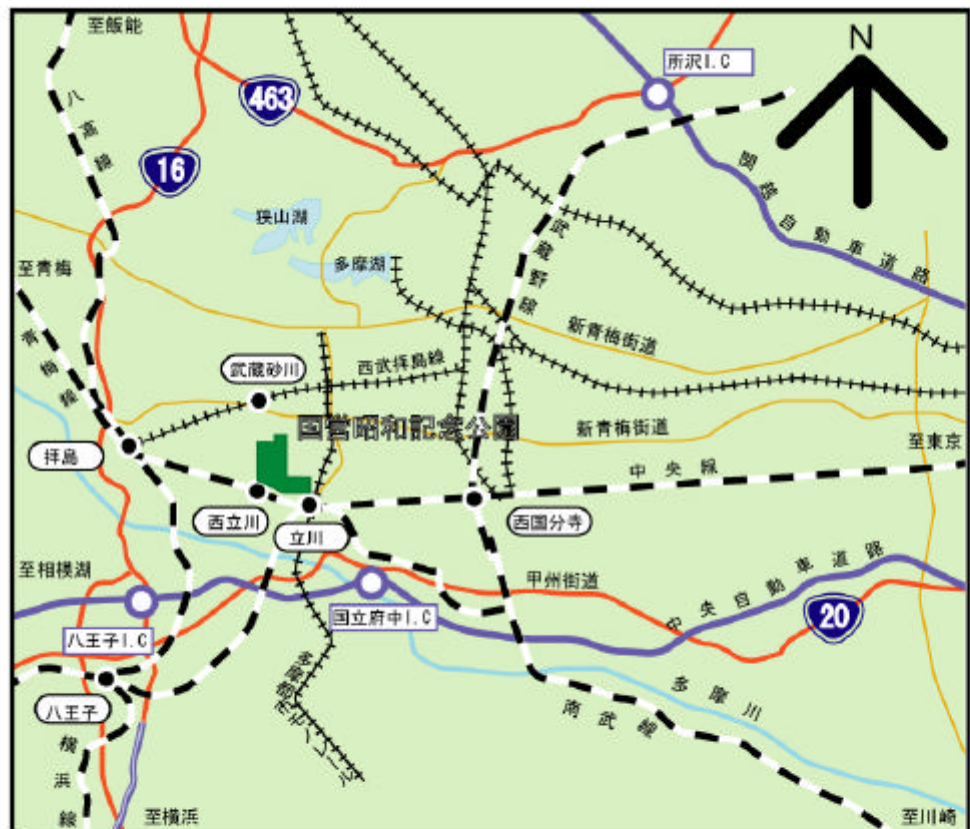 至飯能
N
所沢I.C
八高線
463
16
関越自動車道路
狭山湖
武蔵野線
多摩湖
至青梅
新青梅街道
青梅線
武蔵砂川
西武拝島線
国営昭和記念公園
新青梅街道
至東京
拝島
中央線
西立川
立川
西国分寺
至相模湖
甲州街道
中央自動車道路
20
国立府中I.C
八王子I.C
多摩都市モノレール
多摩川
南武線
八王子
横浜線
至横浜
至川崎